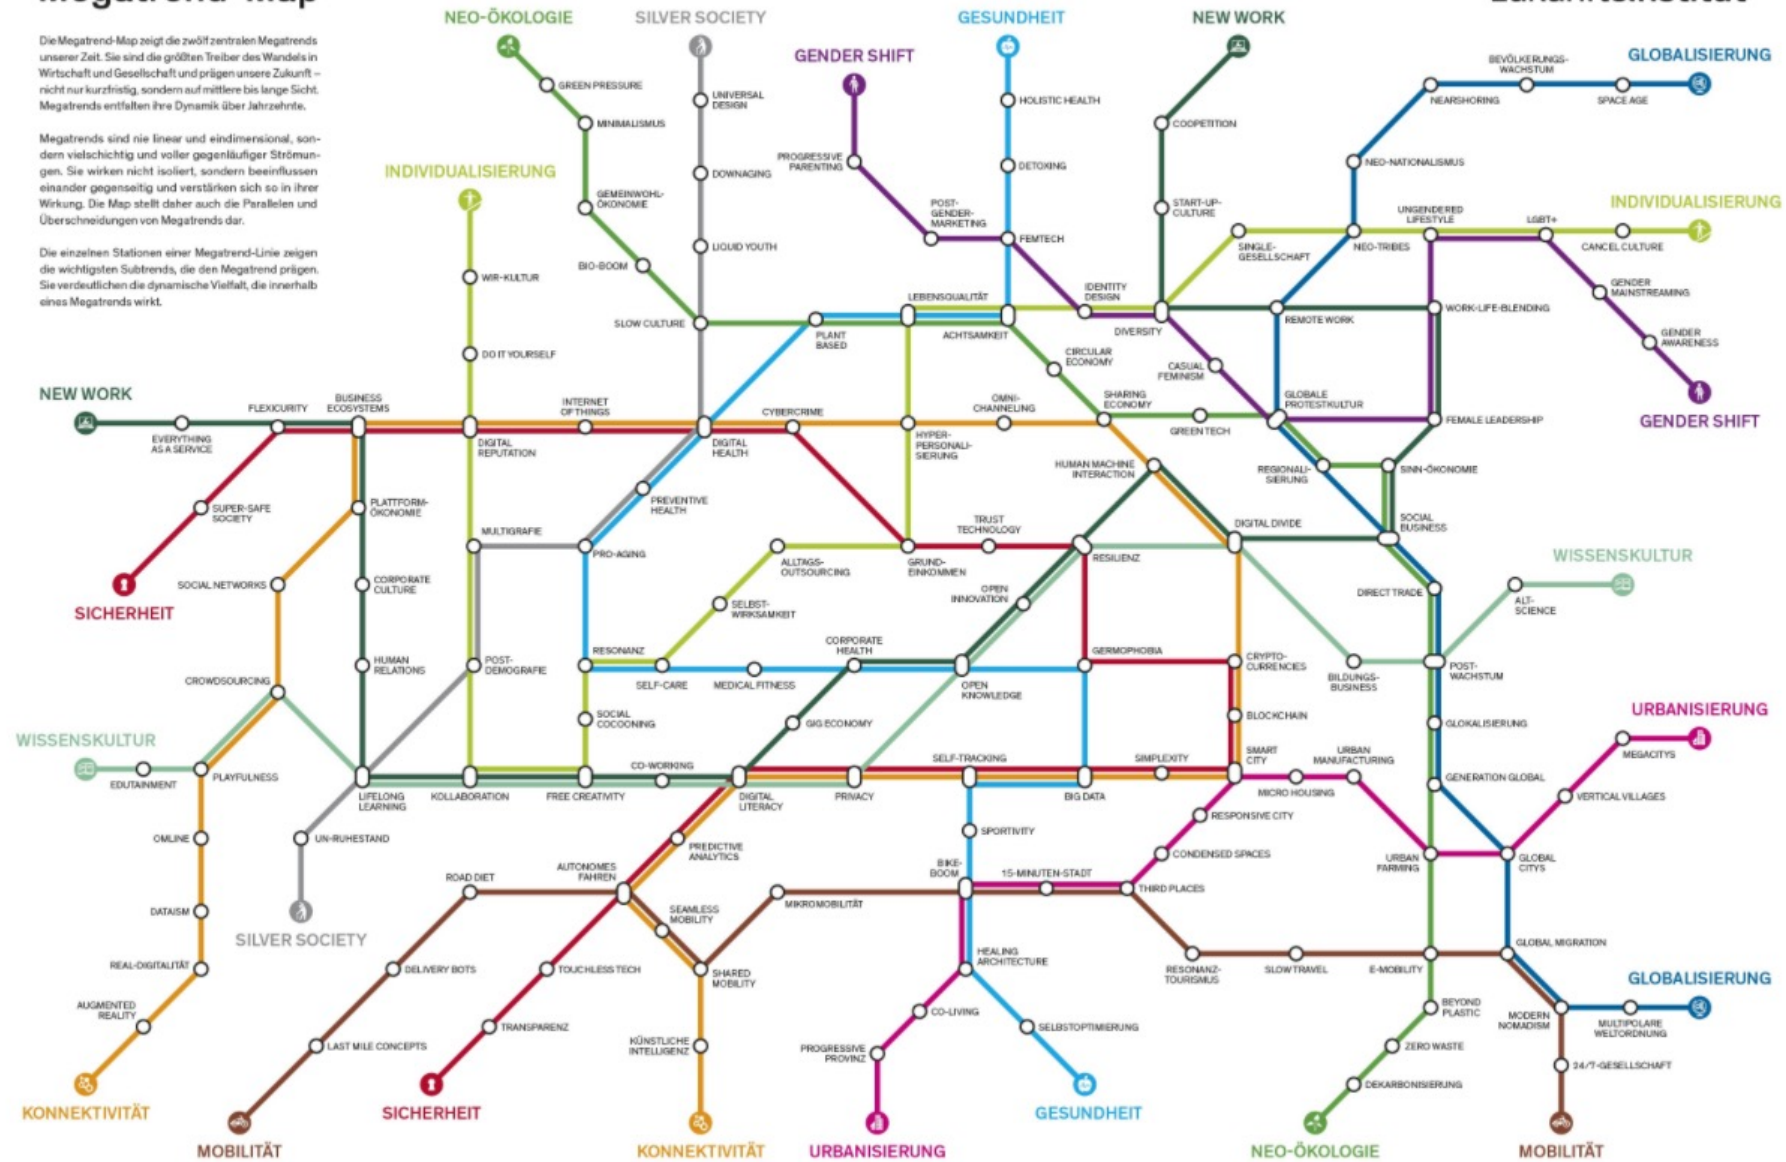 Megatrend-Map
Zukunftsinstitut
Die Megatrend-Map zeigt die zwölf zentralen Megatrends
unserer Zeit. Sie sind die größten Treiber des Wandels in
Wirtschaft und Gesellschaft und prägen unsere Zukunft –
nicht nur kurzfristig, sondern auf mittlere bis lange Sicht.
Megatrends entfalten ihre Dynamik über Jahrzehnte.
Megatrends sind nie linear und eindimensional, son-
dern vielschichtig und voller gegenläufiger Strömun-
gen. Sie wirken nicht isoliert, sondern beeinflussen
einander gegenseitig und verstärken sich so in ihrer
Wirkung. Die Map stellt daher auch die Parallelen und
Überschneidungen von Megatrends dar.
Die einzelnen Stationen einer Megatrend-Linie zeigen
die wichtigsten Subtrends, die den Megatrend prägen.
Sie verdeutlichen die dynamische Vielfalt, die innerhalb
eines Megatrends wirkt.
NEO-ÖKOLOGIE
SILVER SOCIETY
GESUNDHEIT
NEW WORK
GENDER SHIFT
GLOBALISIERUNG
BEVÖLKERUNGS-
WACHSTUM
NEARSHORING
SPACE AGE
GREEN PRESSURE
UNIVERSAL
DESIGN
HOLISTIC HEALTH
MINIMALISMUS
COOPETITION
PROGRESSIVE
PARENTING
DETOXING
NEO-NATIONALISMUS
INDIVIDUALISIERUNG
DOWNAGING
GEMEINWOHL-
ÖKONOMIE
POST-
GENDER-
MARKETING
START-UP-
CULTURE
UNGENDERED
LIFESTYLE
LGBT+
INDIVIDUALISIERUNG
LIQUID YOUTH
FEMTECH
SINGLE-
GESELLSCHAFT
NEO-TRIBES
CANCEL CULTURE
BIO-BOOM
WIR-KULTUR
IDENTITY
DESIGN
GENDER
MAINSTREAMING
LEBENSQUALITÄT
SLOW CULTURE
PLANT
BASED
ACHTSAMKEIT
DIVERSITY
REMOTE WORK
WORK-LIFE-BLENDING
DO IT YOURSELF
CIRCULAR
ECONOMY
CASUAL
FEMINISM
GENDER
AWARENESS
NEW WORK
FLEXICURITY
BUSINESS
ECOSYSTEMS
INTERNET
OF THINGS
CYBERCRIME
OMNI-
CHANNELING
SHARING
ECONOMY
GLOBALE
PROTESTKULTUR
GENDER SHIFT
EVERYTHING
AS A SERVICE
DIGITAL
REPUTATION
DIGITAL
HEALTH
HYPER-
PERSONALI-
SIERUNG
GREEN TECH
FEMALE LEADERSHIP
HUMAN MACHINE
INTERACTION
REGIONALI-
SIERUNG
SINN-ÖKONOMIE
SUPER-SAFE
SOCIETY
PLATTFORM-
ÖKONOMIE
PREVENTIVE
HEALTH
MULTIGRAFIE
PRO-AGING
TRUST
TECHNOLOGY
DIGITAL DIVIDE
SOCIAL
BUSINESS
ALLTAGS-
OUTSOURCING
GRUND-
EINKOMMEN
RESILIENZ
WISSENSKULTUR
SOCIAL NETWORKS
CORPORATE
CULTURE
OPEN
INNOVATION
DIRECT TRADE
ALT-
SCIENCE
SICHERHEIT
SELBST-
WIRKSAMKEIT
HUMAN
RELATIONS
POST-
DEMOGRAFIE
RESONANZ
CORPORATE
HEALTH
GERMOPHOBIA
CRYPTO-
CURRENCIES
CROWDSOURCING
SELF-CARE
MEDICAL FITNESS
OPEN
KNOWLEDGE
BILDUNGS-
BUSINESS
POST-
WACHSTUM
SOCIAL
COCOONING
GIG ECONOMY
BLOCKCHAIN
GLOKALISIERUNG
URBANISIERUNG
WISSENSKULTUR
CO-WORKING
SELF-TRACKING
SIMPLEXITY
SMART
CITY
URBAN
MANUFACTURING
MEGACITYS
EDUTAINMENT
PLAYFULNESS
LIFELONG
LEARNING
KOLLABORATION
FREE CREATIVITY
DIGITAL
LITERACY
PRIVACY
BIG DATA
MICRO HOUSING
GENERATION GLOBAL
VERTICAL VILLAGES
RESPONSIVE CITY
OMLINE
UN-RUHESTAND
PREDICTIVE
ANALYTICS
SPORTIVITY
CONDENSED SPACES
URBAN
FARMING
GLOBAL
CITYS
ROAD DIET
AUTONOMES
FAHREN
BIKE-
BOOM
15-MINUTEN-STADT
THIRD PLACES
MIKROMOBILITÄT
DATAISM
SEAMLESS
MOBILITY
SILVER SOCIETY
REAL-DIGITALITÄT
DELIVERY BOTS
TOUCHLESS TECH
SHARED
MOBILITY
HEALING
ARCHITECTURE
RESONANZ-
TOURISMUS
SLOW TRAVEL
E-MOBILITY
GLOBAL MIGRATION
GLOBALISIERUNG
AUGMENTED
REALITY
TRANSPARENZ
CO-LIVING
SELBSTOPTIMIERUNG
BEYOND
PLASTIC
MODERN
NOMADISM
MULTIPOLARE
WELTORDNUNG
LAST MILE CONCEPTS
KÜNSTLICHE
INTELLIGENZ
PROGRESSIVE
PROVINZ
ZERO WASTE
24/7-GESELLSCHAFT
DEKARBONISIERUNG
KONNEKTIVITÄT
SICHERHEIT
GESUNDHEIT
MOBILITÄT
KONNEKTIVITÄT
URBANISIERUNG
NEO-ÖKOLOGIE
MOBILITÄT